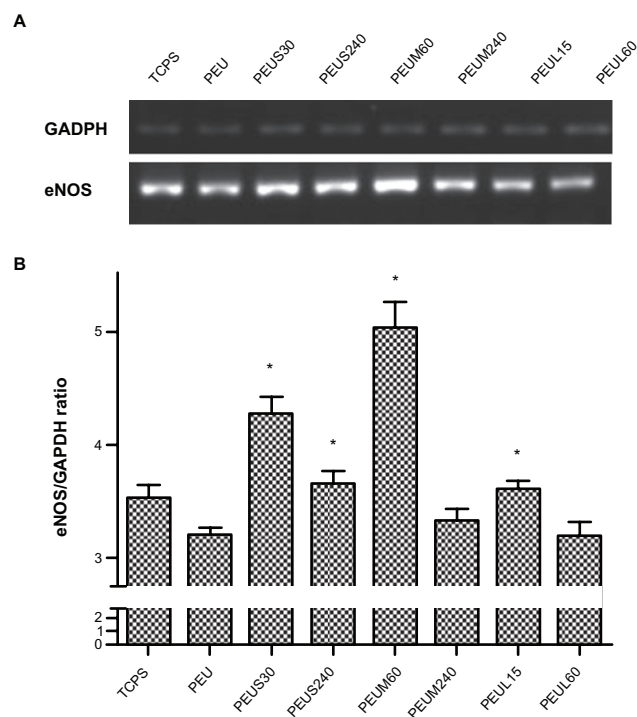 A
TCPS PEU PEUS30 PEUS240 PEUM60 PEUM240 PEUL15 PEUL60
GADPH
eNOS
B
eNOS/GAPDH ratio
5
4
3
2
1
0
*
*
*
*
TCPS PEU PEUS30 PEUS240 PEUM60 PEUM240 PEUL15 PEUL60